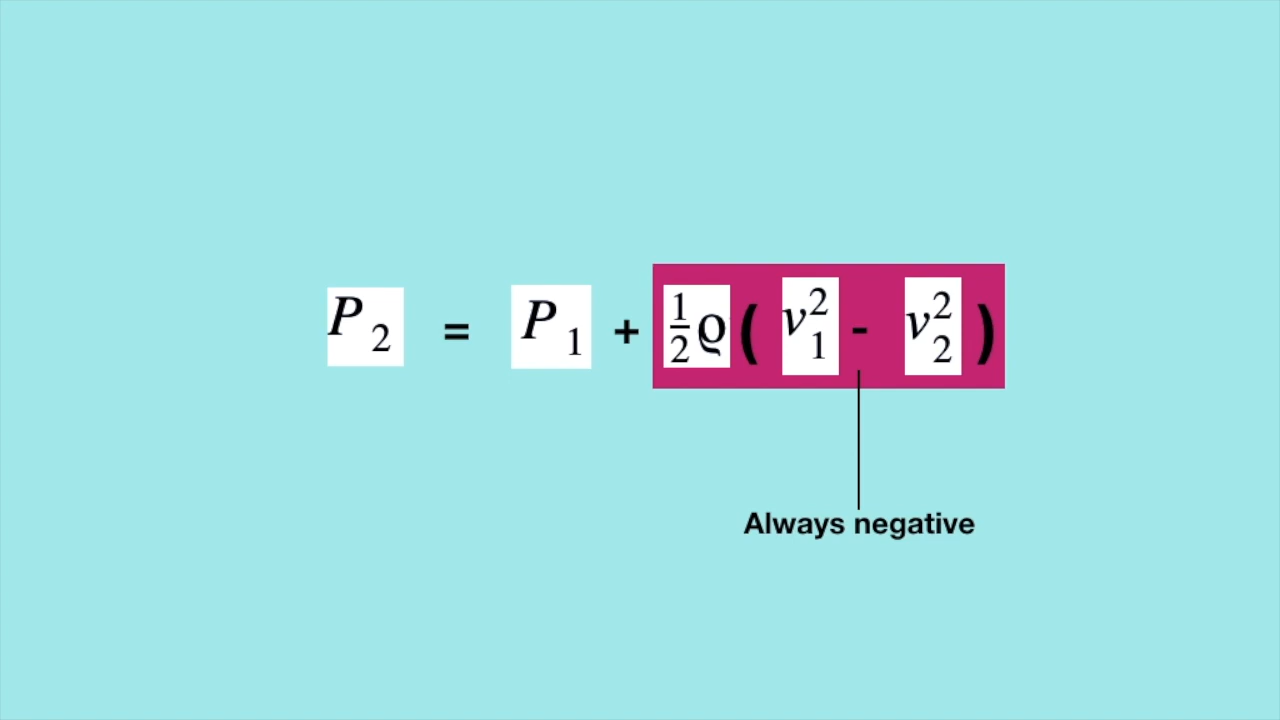 P₂ = P₁ + ½ϱ( v₁² - v₂² )
Always negative